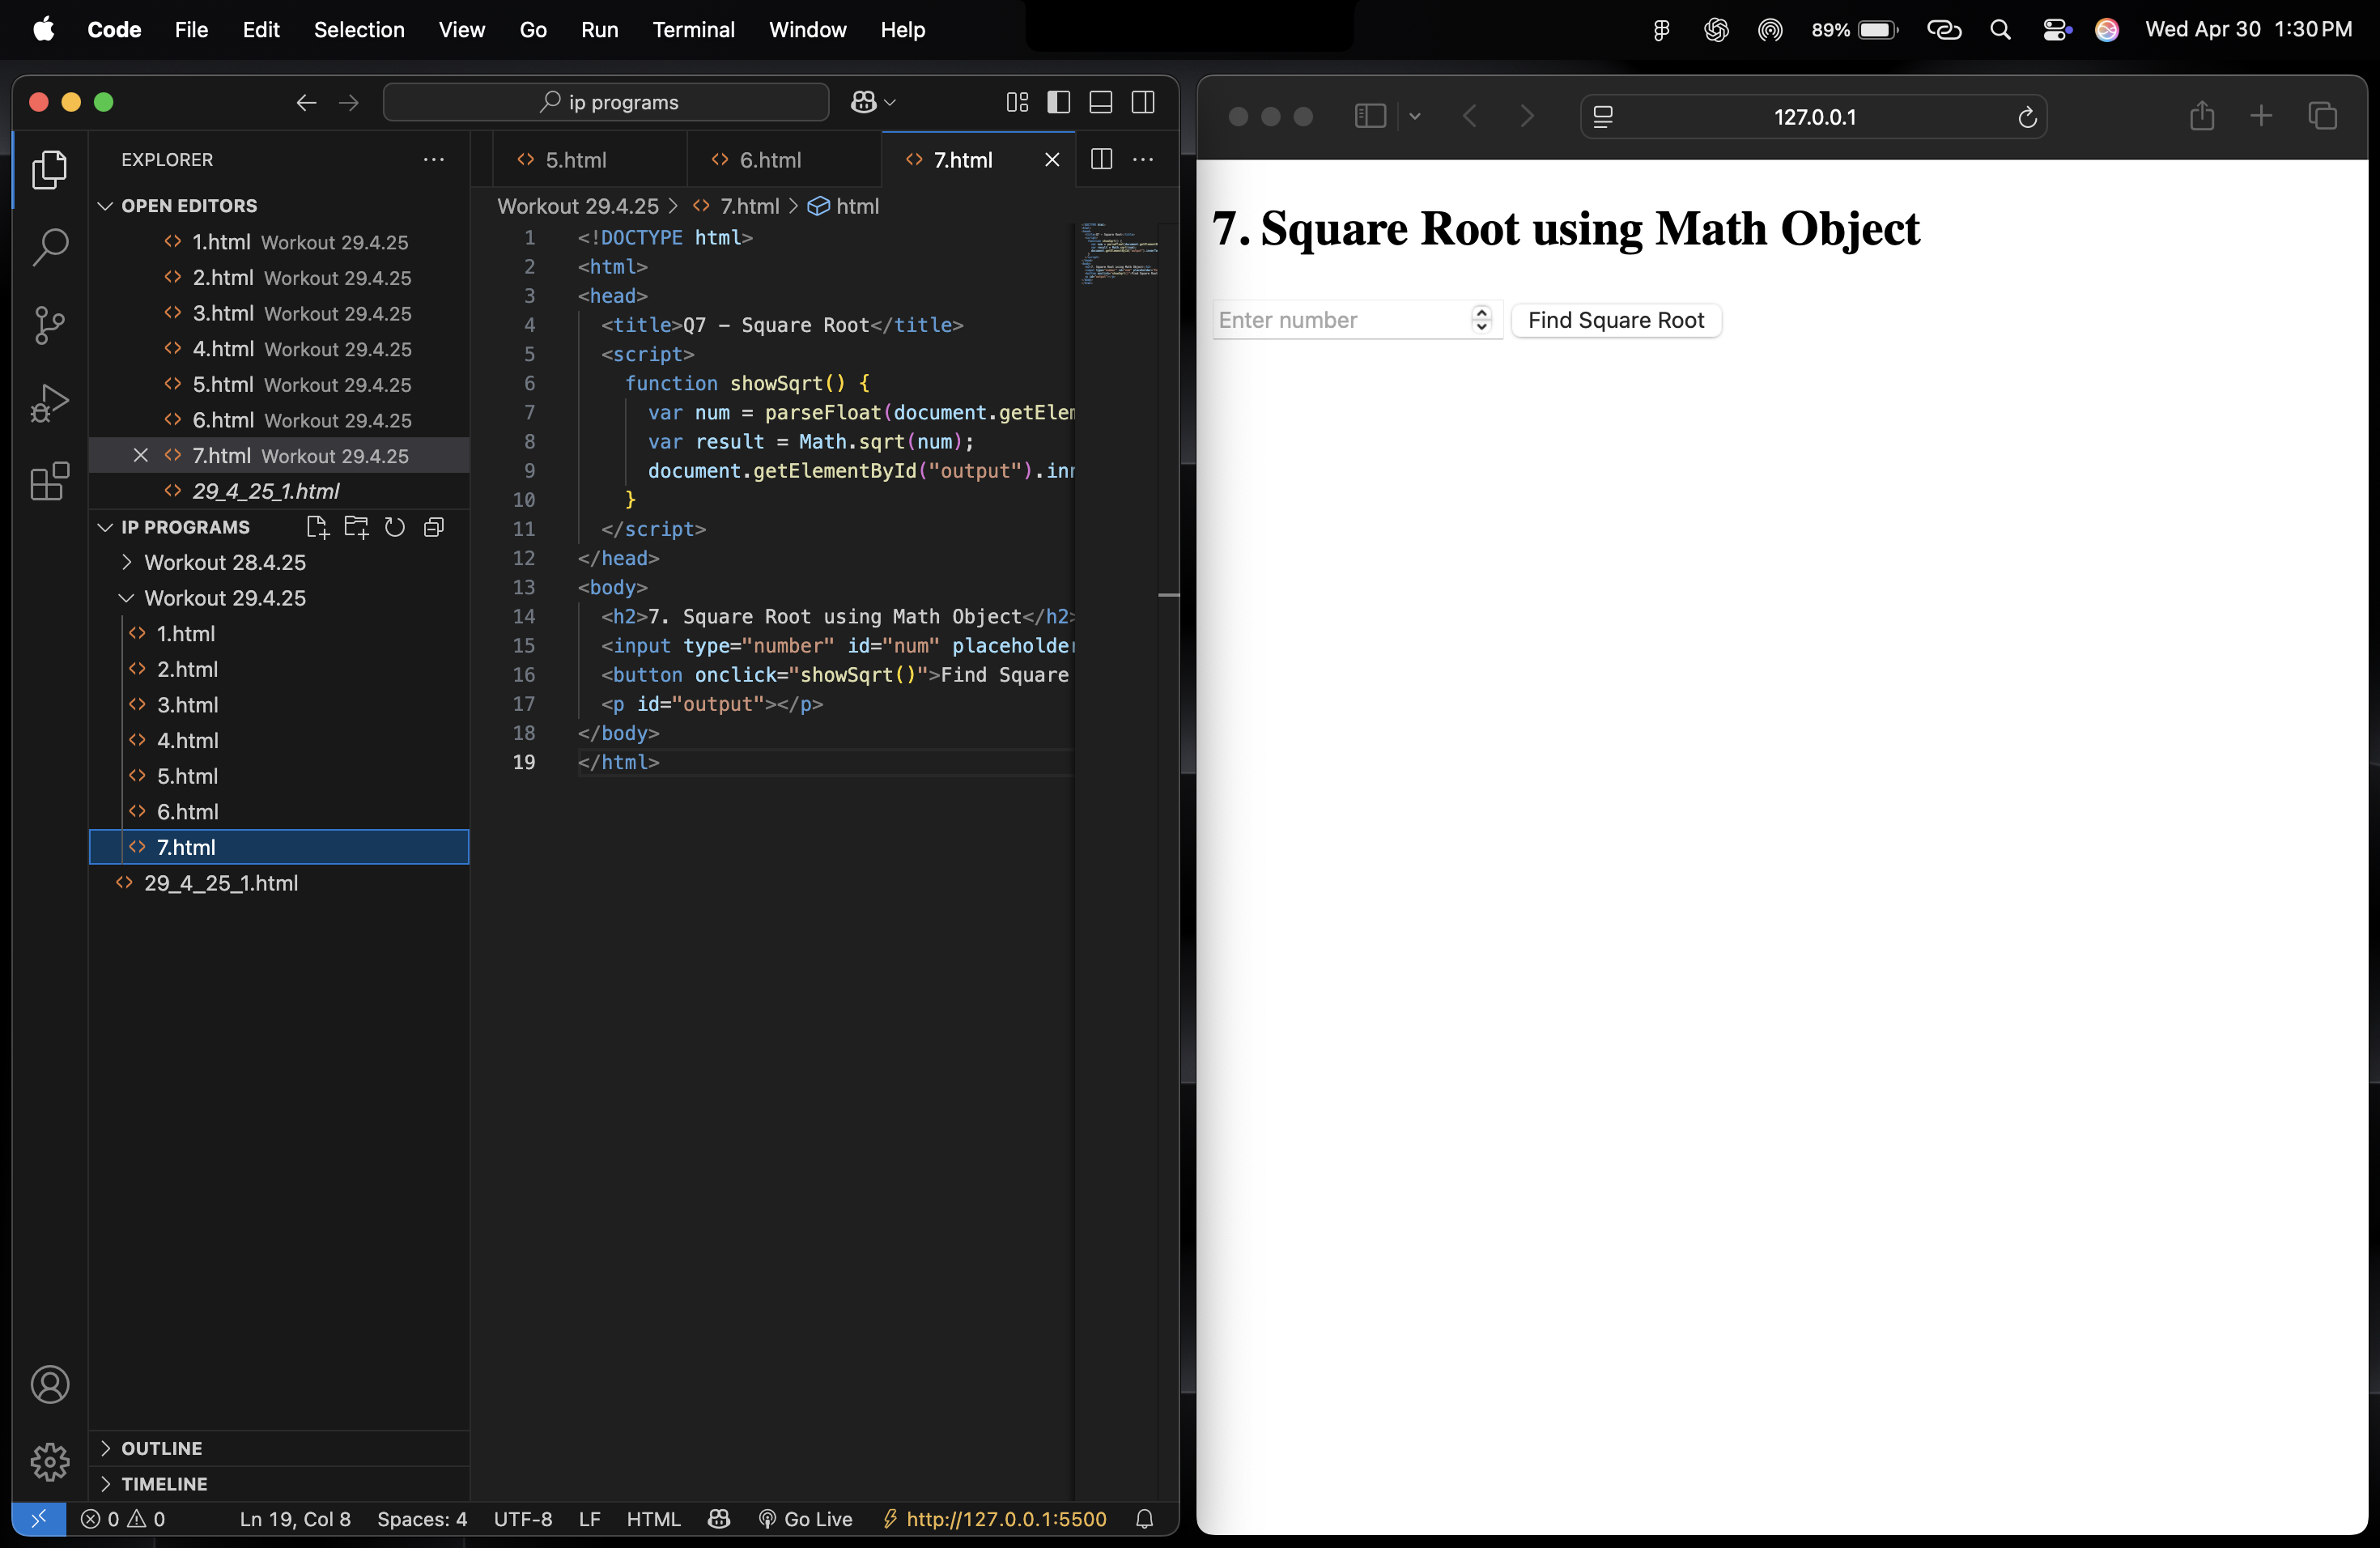 Code File Edit Selection View Go Run Terminal Window Help
89% Wed Apr 30 1:30 PM
ip programs
EXPLORER
OPEN EDITORS
1.html Workout 29.4.25
2.html Workout 29.4.25
3.html Workout 29.4.25
4.html Workout 29.4.25
5.html Workout 29.4.25
6.html Workout 29.4.25
7.html Workout 29.4.25
29_4_25_1.html
IP PROGRAMS
Workout 28.4.25
Workout 29.4.25
1.html
2.html
3.html
4.html
5.html
6.html
7.html
29_4_25_1.html
OUTLINE
TIMELINE
5.html 6.html 7.html
Workout 29.4.25 > 7.html > html
1 <!DOCTYPE html>
2 <html>
3 <head>
4 <title>Q7 – Square Root</title>
5 <script>
6 function showSqrt() {
7 var num = parseFloat(document.getElem
8 var result = Math.sqrt(num);
9 document.getElementById("output").inn
10 }
11 </script>
12 </head>
13 <body>
14 <h2>7. Square Root using Math Object</h2>
15 <input type="number" id="num" placeholder
16 <button onclick="showSqrt()">Find Square
17 <p id="output"></p>
18 </body>
19 </html>
0 0 Ln 19, Col 8 Spaces: 4 UTF-8 LF HTML Go Live http://127.0.0.1:5500
127.0.0.1
7. Square Root using Math Object
Enter number Find Square Root